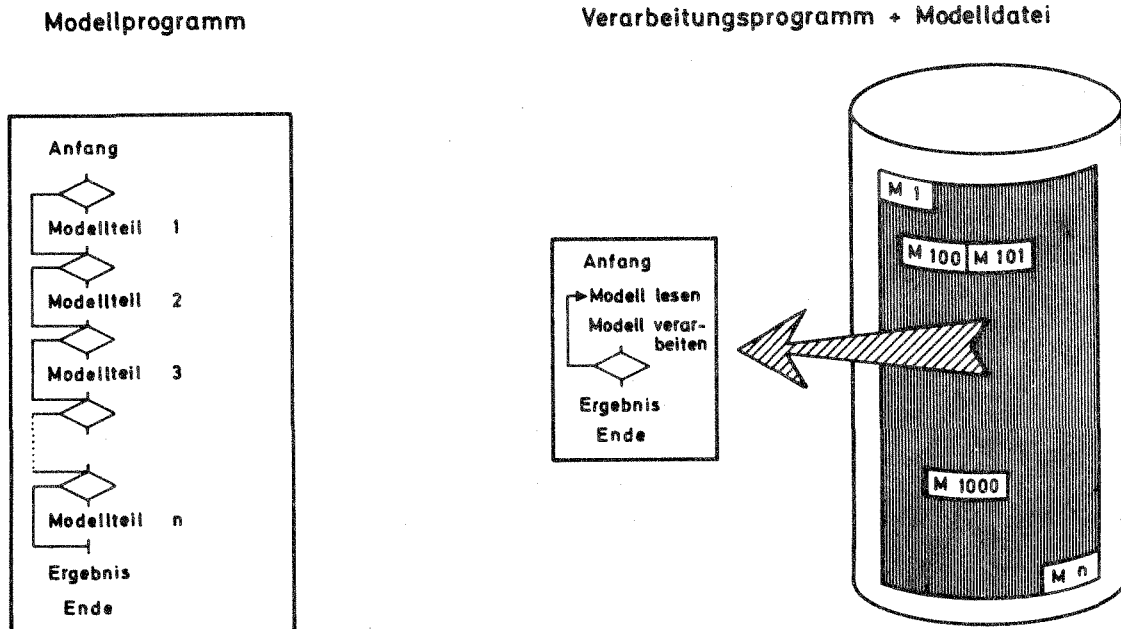 Modellprogramm
Anfang
Modellteil 1
Modellteil 2
Modellteil 3
Modellteil n
Ergebnis
Ende
Verarbeitungsprogramm + Modelldatei
Anfang
Modell lesen
Modell verar-
beiten
Ergebnis
Ende
M 1
M 100 M 101
M 1000
M n